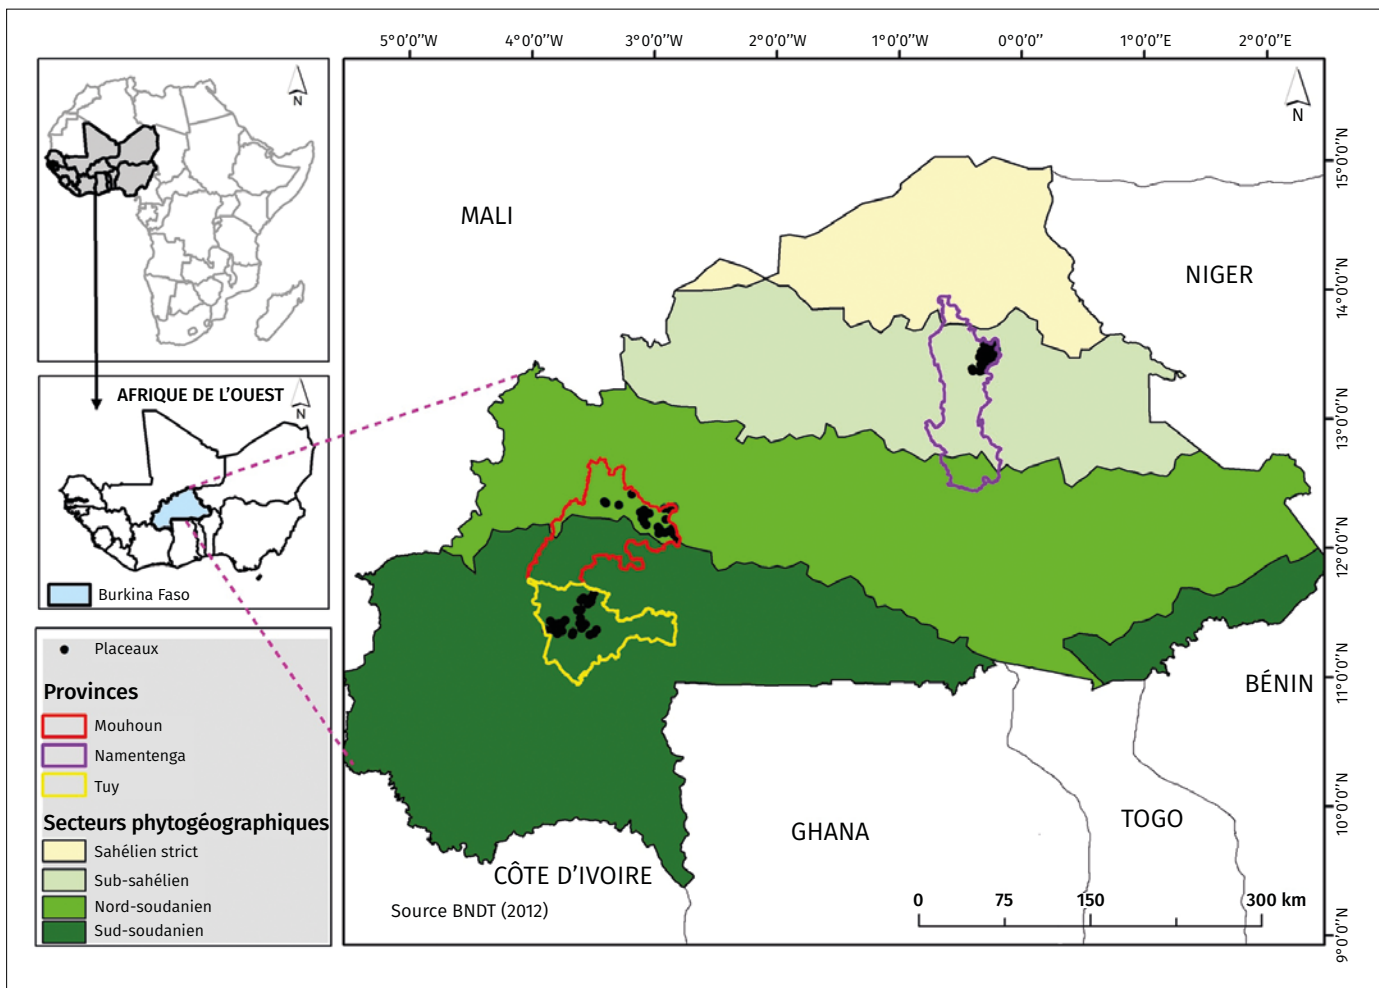 5°0'0"W
4°0'0"W
3°0'0"W
2°0'0"W
1°0'0"W
0°0'0"
1°0'0"E
2°0'0"E
N
N
15°0'0"N
14°0'0"N
13°0'0"N
12°0'0"N
11°0'0"N
10°0'0"N
9°0'0"N
MALI
NIGER
BÉNIN
TOGO
GHANA
CÔTE D'IVOIRE
Source BNDT (2012)
0 75 150 300 km
AFRIQUE DE L'OUEST
N
Burkina Faso
Placeaux
Provinces
Mouhoun
Namentenga
Tuy
Secteurs phytogéographiques
Sahélien strict
Sub-sahélien
Nord-soudanien
Sud-soudanien